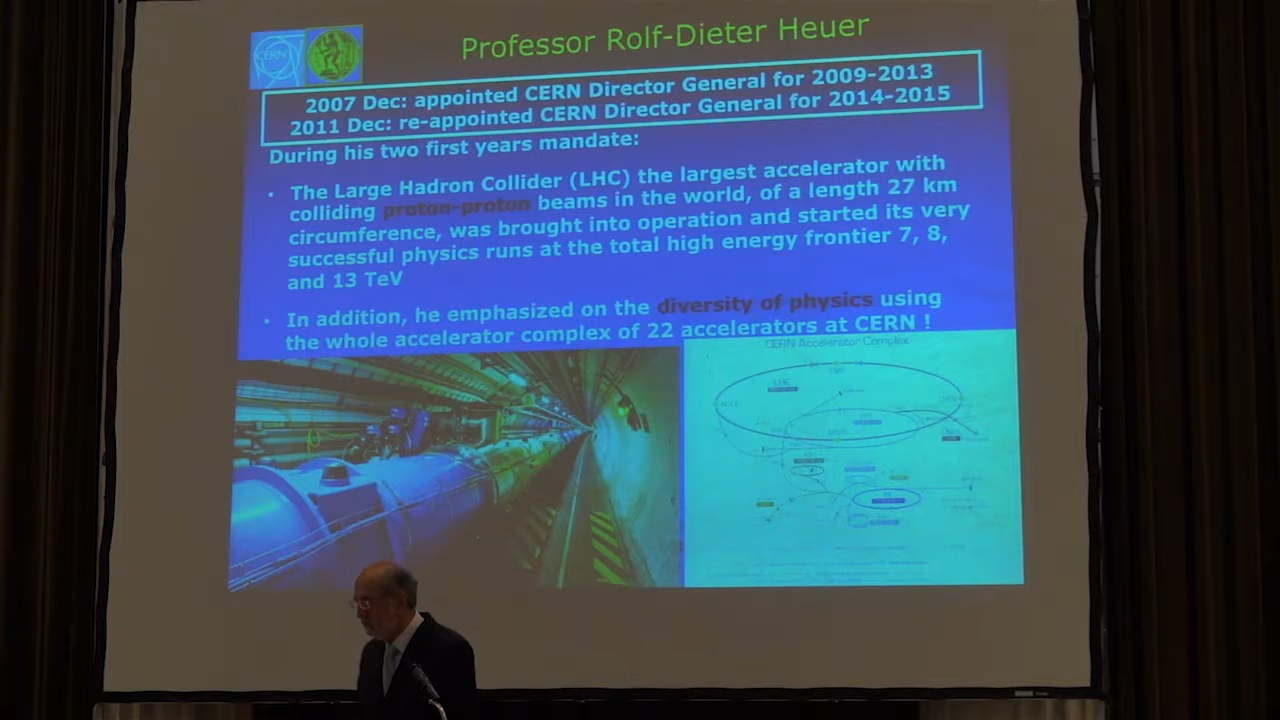 CERN
Professor Rolf-Dieter Heuer
2007 Dec: appointed CERN Director General for 2009-2013
2011 Dec: re-appointed CERN Director General for 2014-2015
During his two first years mandate:
• The Large Hadron Collider (LHC) the largest accelerator with
colliding proton-proton beams in the world, of a length 27 km
circumference, was brought into operation and started its very
successful physics runs at the total high energy frontier 7, 8,
and 13 TeV
• In addition, he emphasized on the diversity of physics using
the whole accelerator complex of 22 accelerators at CERN !
CERN Accelerator Complex
CMS
LHC